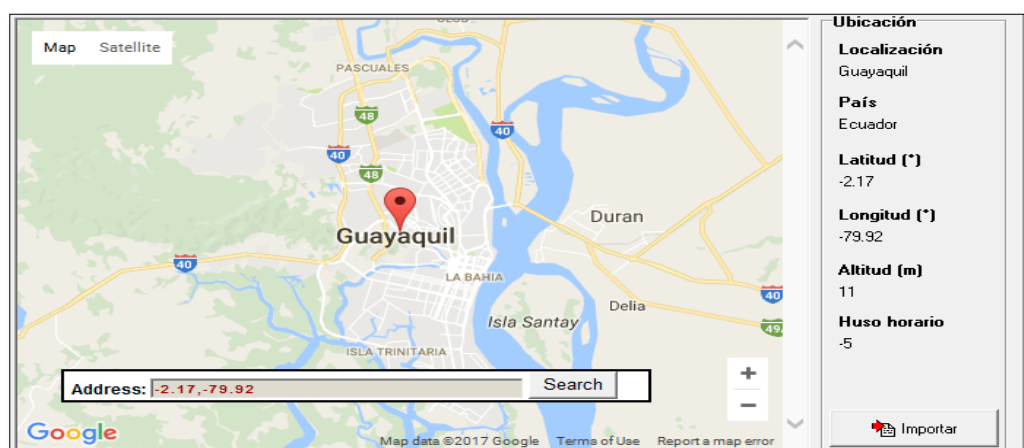 Map Satellite
PASCUALES
48
40
40
48
Guayaquil
Duran
40
LA BAHIA
40
Delia
Isla Santay
49A
ISLA TRINITARIA
Address: -2.17,-79.92 Search
+
−
Google
Map data ©2017 Google Terms of Use Report a map error
Ubicación
Localización
Guayaquil
País
Ecuador
Latitud (°)
-2.17
Longitud (°)
-79.92
Altitud (m)
11
Huso horario
-5
Importar